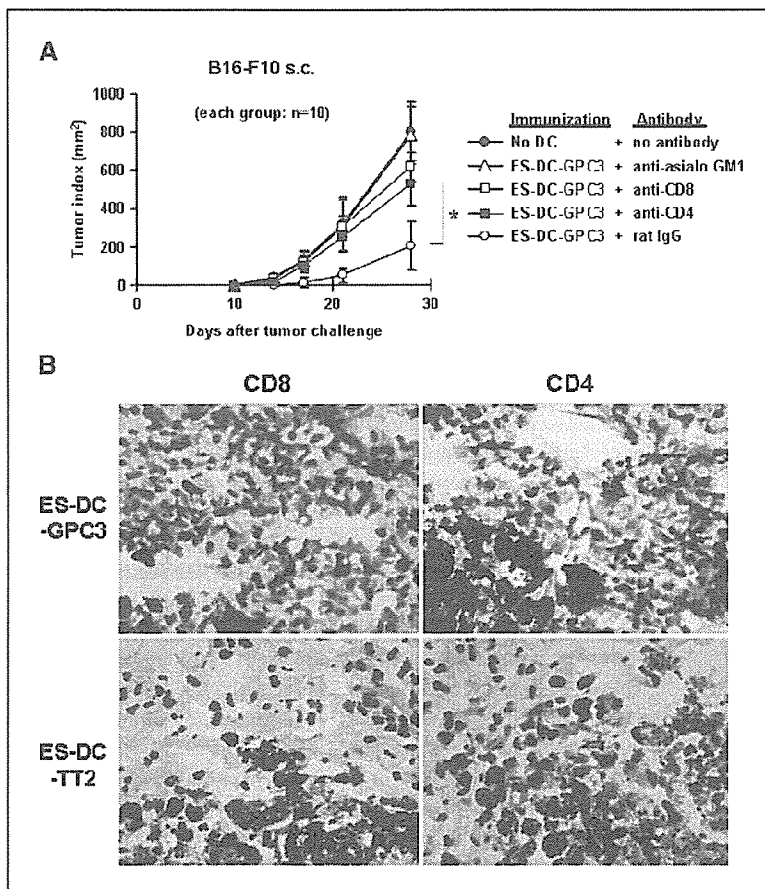 A
B16-F10 s.c.
(each group: n=10)
Tumor index (mm²)
1000
800
600
400
200
0
0 10 20 30
Days after tumor challenge
Immunization Antibody
No DC + no antibody
ES-DC-GPC3 + anti-asialo GM1
ES-DC-GPC3 + anti-CD8
ES-DC-GPC3 + anti-CD4
ES-DC-GPC3 + rat IgG
*
B
CD8 CD4
ES-DC
-GPC3
ES-DC
-TT2